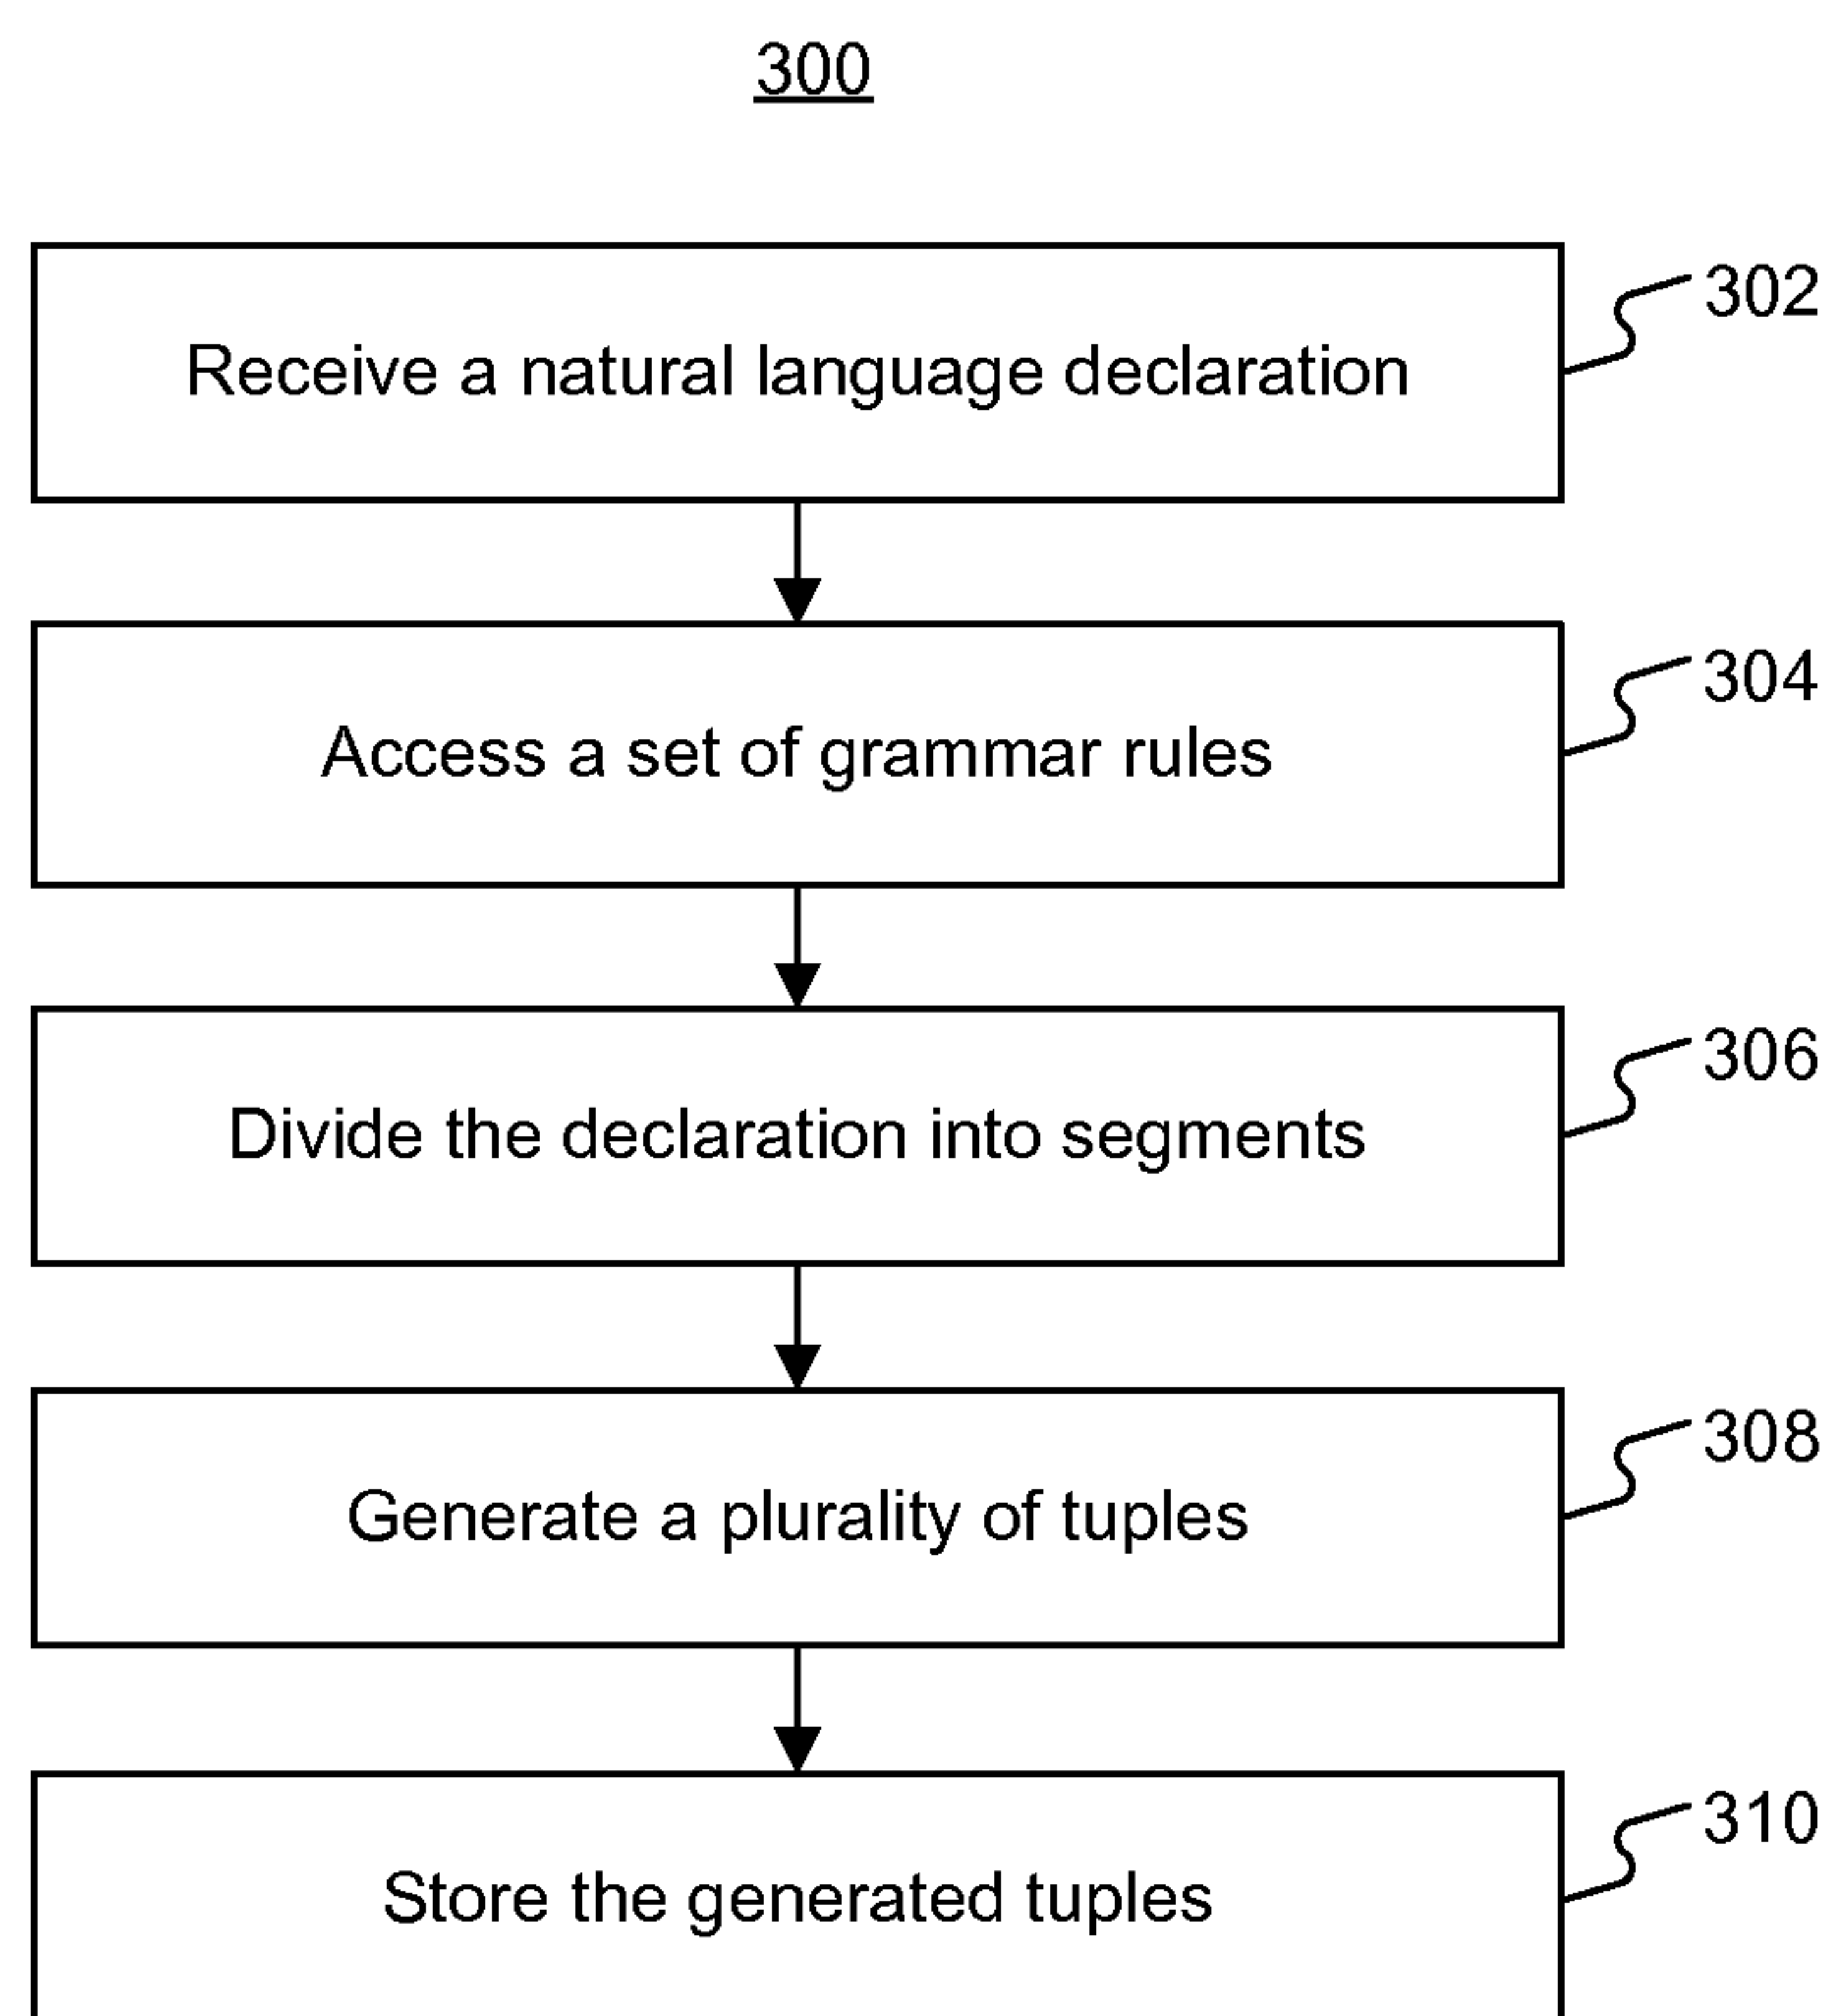 300
Receive a natural language declaration
302
Access a set of grammar rules
304
Divide the declaration into segments
306
Generate a plurality of tuples
308
Store the generated tuples
310